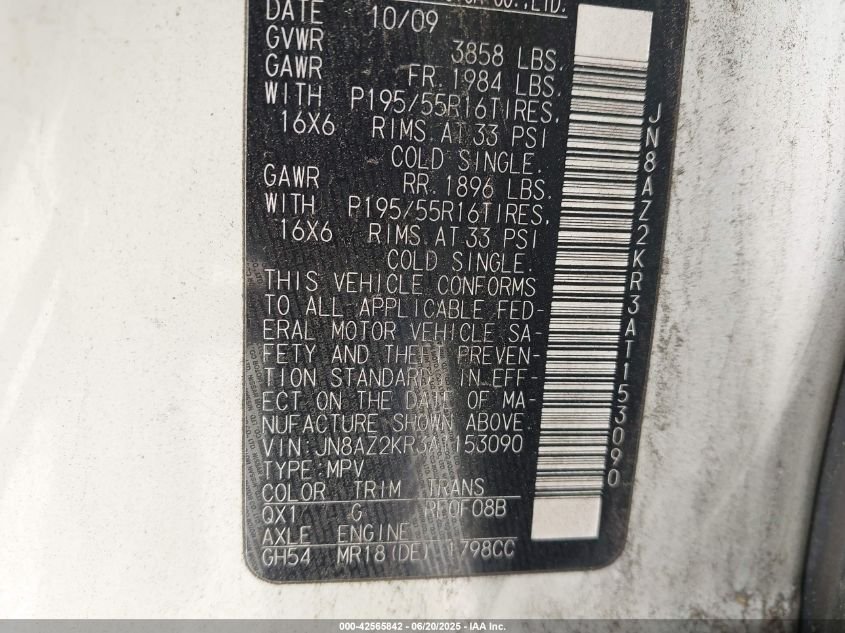 CO.,LTD.
DATE 10/09
GVWR 3858 LBS.
GAWR FR. 1984 LBS.
WITH P195/55R16TIRES,
16X6 RIMS, AT 33 PSI
COLD SINGLE.
GAWR RR. 1896 LBS.
WITH P195/55R16TIRES,
16X6 RIMS, AT 33 PSI
COLD SINGLE.
THIS VEHICLE CONFORMS
TO ALL APPLICABLE FED-
ERAL MOTOR VEHICLE SA-
FETY AND THEFT PREVEN-
TION STANDARDS IN EFF-
ECT ON THE DATE OF MA-
NUFACTURE SHOWN ABOVE.
VIN:JN8AZ2KR3AT153090
TYPE:MPV
COLOR TRIM TRANS
QX1 G RE0F08B
AXLE ENGINE
GH54 MR18(DE) 1798CC
JN8AZ2KR3AT153090
000-42565842 - 06/20/2025 - IAA Inc.